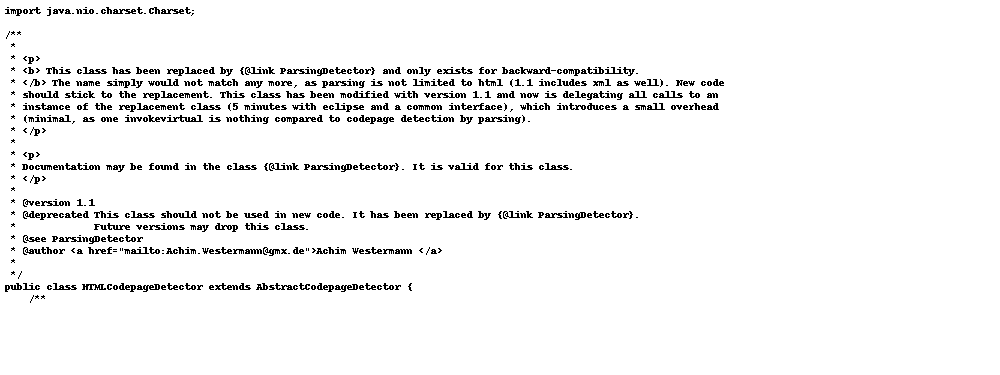 import java.nio.charset.Charset;
/**
 *
 * <p>
 * <b> This class has been replaced by {@link ParsingDetector} and only exists for backward-compatibility.
 * </b> The name simply would not match any more, as parsing is not limited to html (1.1 includes xml as well). New code
 * should stick to the replacement. This class has been modified with version 1.1 and now is delegating all calls to an
 * instance of the replacement class (5 minutes with eclipse and a common interface), which introduces a small overhead
 * (minimal, as one invokevirtual is nothing compared to codepage detection by parsing).
 * </p>
 *
 * <p>
 * Documentation may be found in the class {@link ParsingDetector}. It is valid for this class.
 * </p>
 *
 * @version 1.1
 * @deprecated This class should not be used in new code. It has been replaced by {@link ParsingDetector}.
 *             Future versions may drop this class.
 * @see ParsingDetector
 * @author <a href="mailto:Achim.Westermann@gmx.de">Achim Westermann </a>
 *
 */
public class HTMLCodepageDetector extends AbstractCodepageDetector {
    /**